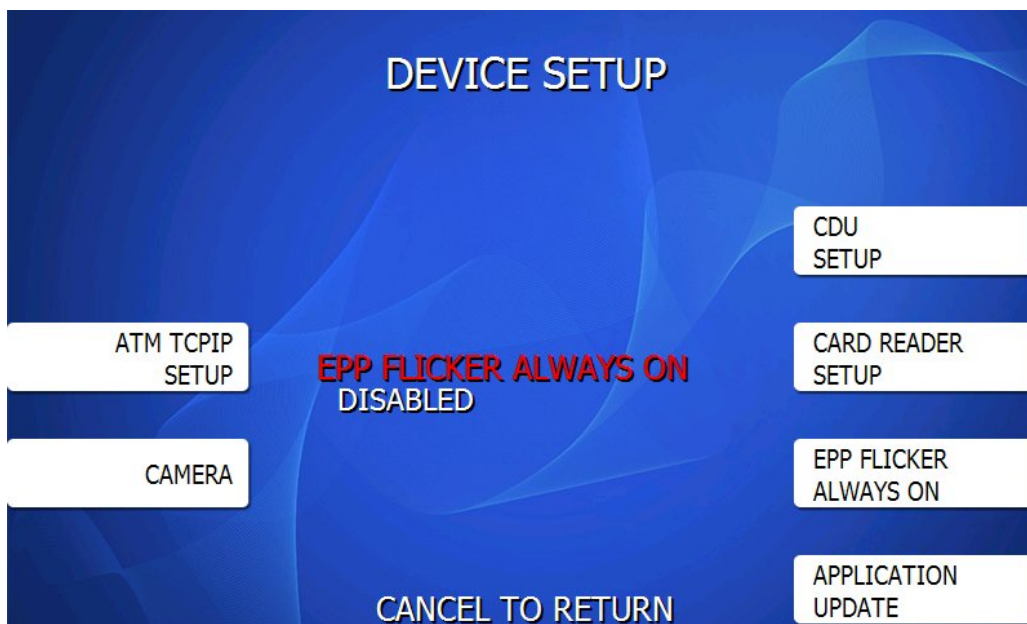 DEVICE SETUP
CDU
SETUP
ATM TCPIP
SETUP
EPP FLICKER ALWAYS ON
DISABLED
CARD READER
SETUP
CAMERA
EPP FLICKER
ALWAYS ON
CANCEL TO RETURN
APPLICATION
UPDATE